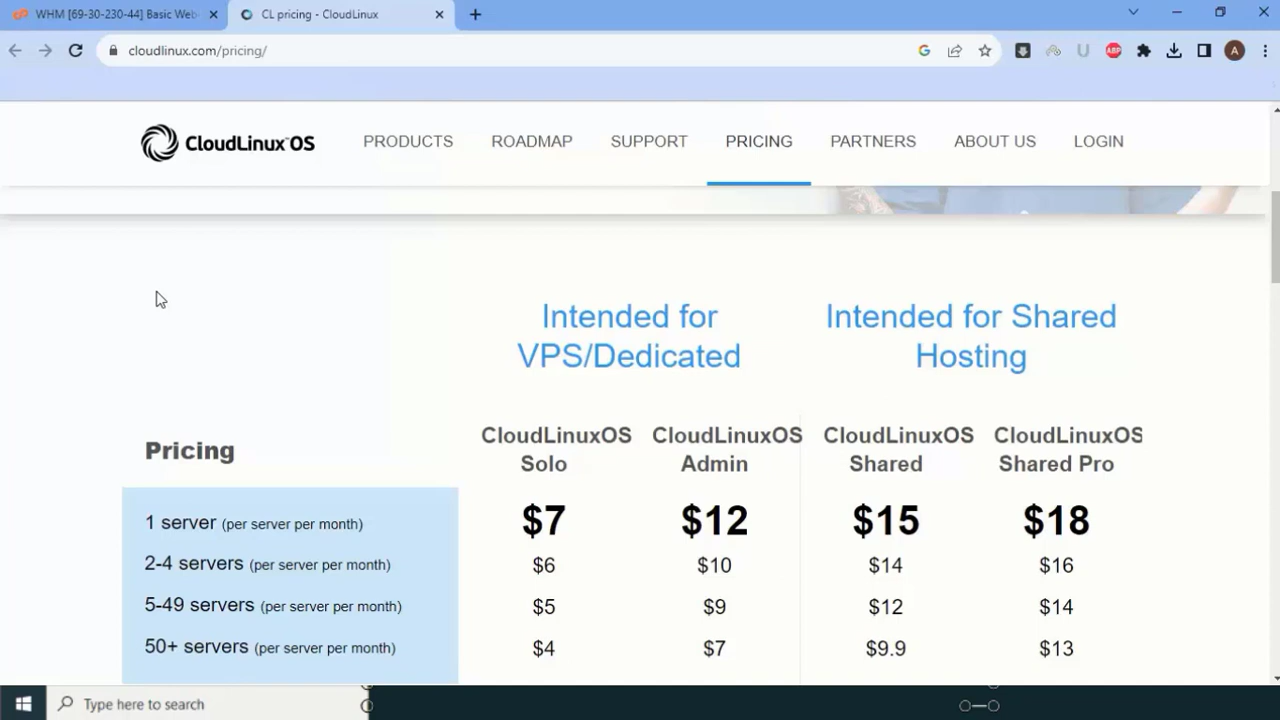 WHM [69-30-230-44] Basic Web
CL pricing - CloudLinux
cloudlinux.com/pricing/
G
U
ABP
A
CloudLinux™OS
PRODUCTS
ROADMAP
SUPPORT
PRICING
PARTNERS
ABOUT US
LOGIN
Intended for VPS/Dedicated
Intended for Shared Hosting
Pricing
CloudLinuxOS Solo
CloudLinuxOS Admin
CloudLinuxOS Shared
CloudLinuxOS Shared Pro
1 server (per server per month) $7 $12 $15 $18
2-4 servers (per server per month) $6 $10 $14 $16
5-49 servers (per server per month) $5 $9 $12 $14
50+ servers (per server per month) $4 $7 $9.9 $13
Type here to search